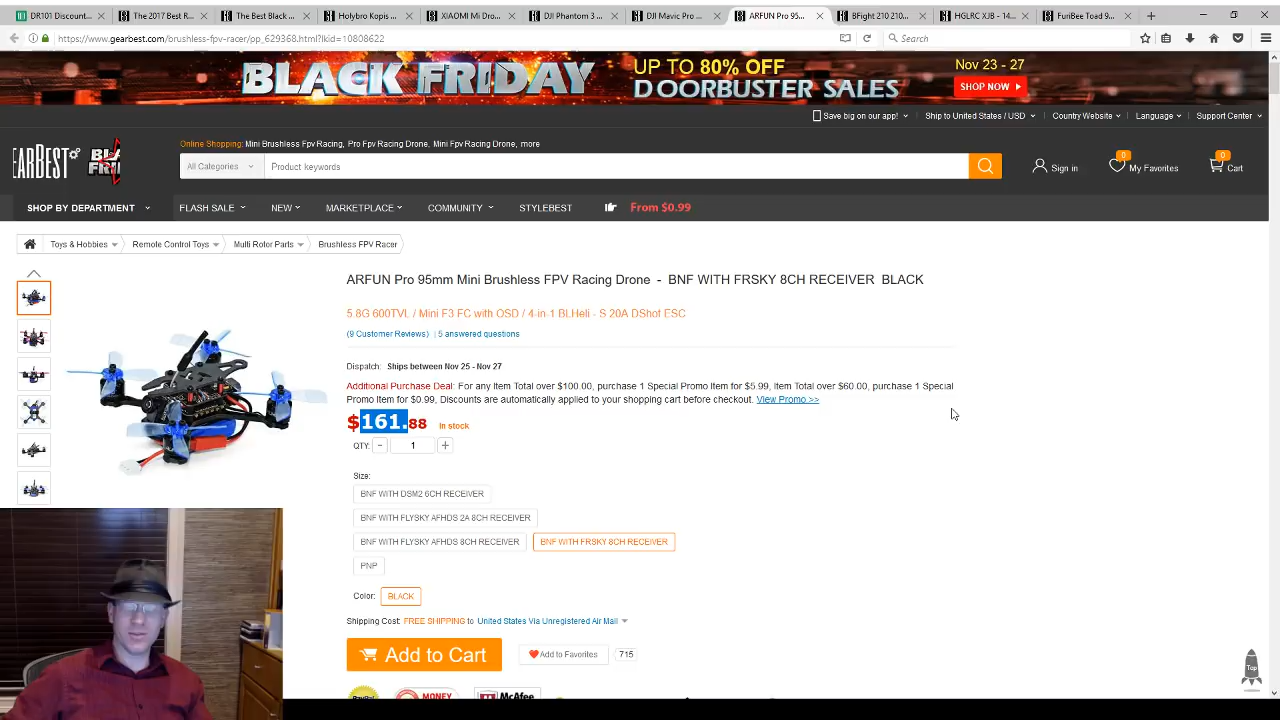 DR101 Discount...
The 2017 Best R...
The Best Black ...
Holybro Kopis ...
XIAOMI Mi Dro...
DJI Phantom 3 ...
DJI Mavic Pro ...
ARFUN Pro 95...
BFight 210 210...
HGLRC XJB - 14...
FuriBee Toad 9...
https://www.gearbest.com/brushless-fpv-racer/pp_629368.html?lkid=10808622
Search
BLACK FRIDAY
UP TO 80% OFF
DOORBUSTER SALES
Nov 23 - 27
SHOP NOW
Save big on our app!
Ship to United States / USD
Country Website
Language
Support Center
Online Shopping: Mini Brushless Fpv Racing, Pro Fpv Racing Drone, Mini Fpv Racing Drone, more
EARBEST
BLA
FRI
All Categories
Product keywords
Sign in
0
My Favorites
0
Cart
SHOP BY DEPARTMENT
FLASH SALE
NEW
MARKETPLACE
COMMUNITY
STYLEBEST
From $0.99
Toys & Hobbies
Remote Control Toys
Multi Rotor Parts
Brushless FPV Racer
ARFUN Pro 95mm Mini Brushless FPV Racing Drone - BNF WITH FRSKY 8CH RECEIVER BLACK
5.8G 600TVL / Mini F3 FC with OSD / 4-in-1 BLHeli - S 20A DShot ESC
(9 Customer Reviews) | 5 answered questions
Dispatch: Ships between Nov 25 - Nov 27
Additional Purchase Deal: For any Item Total over $100.00, purchase 1 Special Promo Item for $5.99, Item Total over $60.00, purchase 1 Special
Promo Item for $0.99, Discounts are automatically applied to your shopping cart before checkout. View Promo >>
$161.88 In stock
QTY: - 1 +
Size:
BNF WITH DSM2 6CH RECEIVER
BNF WITH FLYSKY AFHDS 2A 8CH RECEIVER
BNF WITH FLYSKY AFHDS 8CH RECEIVER
BNF WITH FRSKY 8CH RECEIVER
PNP
Color: BLACK
Shipping Cost: FREE SHIPPING to United States Via Unregistered Air Mail
Add to Cart
Add to Favorites
715
PayPal
MONEY
McAfee
Top